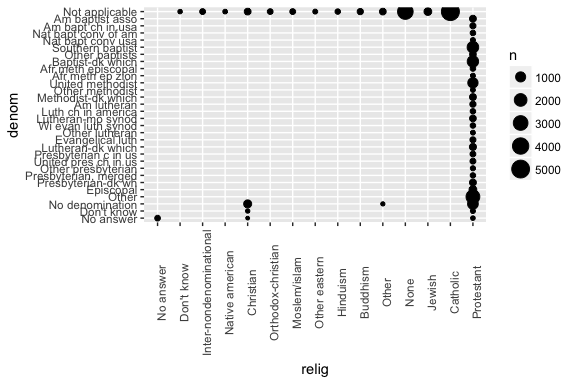 Not applicable
Am baptist asso
Am bapt ch in usa
Nat bapt conv of am
Nat bapt conv usa
Southern baptist
Other baptists
Baptist-dk which
Afr meth episcopal
Afr meth ep zion
United methodist
Other methodist
Methodist-dk which
Am lutheran
Luth ch in america
Lutheran-mo synod
Wi evan luth synod
Other lutheran
Evangelical luth
Lutheran-dk which
Presbyterian c in us
United pres ch in us
Other presbyterian
Presbyterian, merged
Presbyterian-dk wh
Episcopal
Other
No denomination
Don't know
No answer
denom
No answer
Don't know
Inter-nondenominational
Native american
Christian
Orthodox-christian
Moslem/islam
Other eastern
Hinduism
Buddhism
Other
None
Jewish
Catholic
Protestant
relig
n
1000
2000
3000
4000
5000